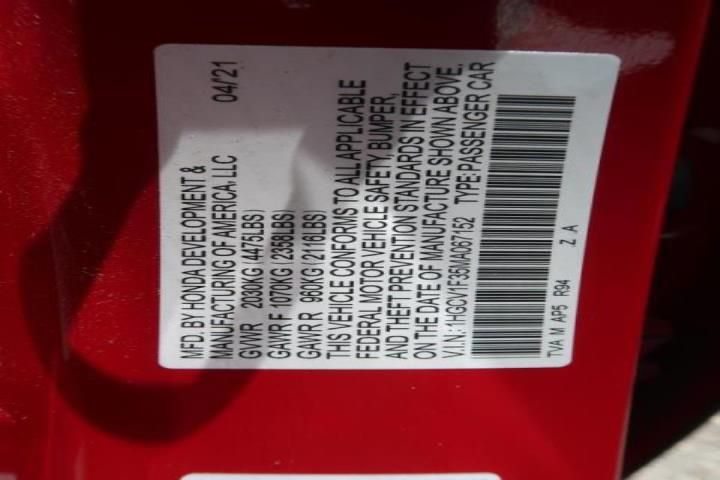 MFD. BY HONDA DEVELOPMENT &
MANUFACTURING OF AMERICA, LLC 04/21
GVWR 2030KG (4475LBS)
GAWR F 1070KG (2358LBS)
GAWR R 960KG (2116LBS)
THIS VEHICLE CONFORMS TO ALL APPLICABLE
FEDERAL MOTOR VEHICLE SAFETY, BUMPER,
AND THEFT PREVENTION STANDARDS IN EFFECT
ON THE DATE OF MANUFACTURE SHOWN ABOVE.
V.I.N.: 1HGCV1F35MA067152 TYPE: PASSENGER CAR
TVA M AP5 R94 Z A